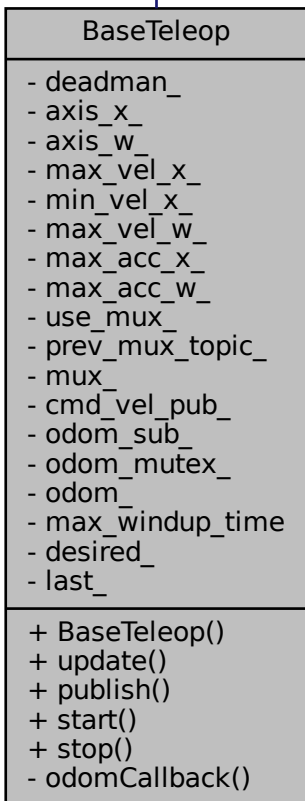 BaseTeleop
- deadman_
- axis_x_
- axis_w_
- max_vel_x_
- min_vel_x_
- max_vel_w_
- max_acc_x_
- max_acc_w_
- use_mux_
- prev_mux_topic_
- mux_
- cmd_vel_pub_
- odom_sub_
- odom_mutex_
- odom_
- max_windup_time
- desired_
- last_
+ BaseTeleop()
+ update()
+ publish()
+ start()
+ stop()
- odomCallback()